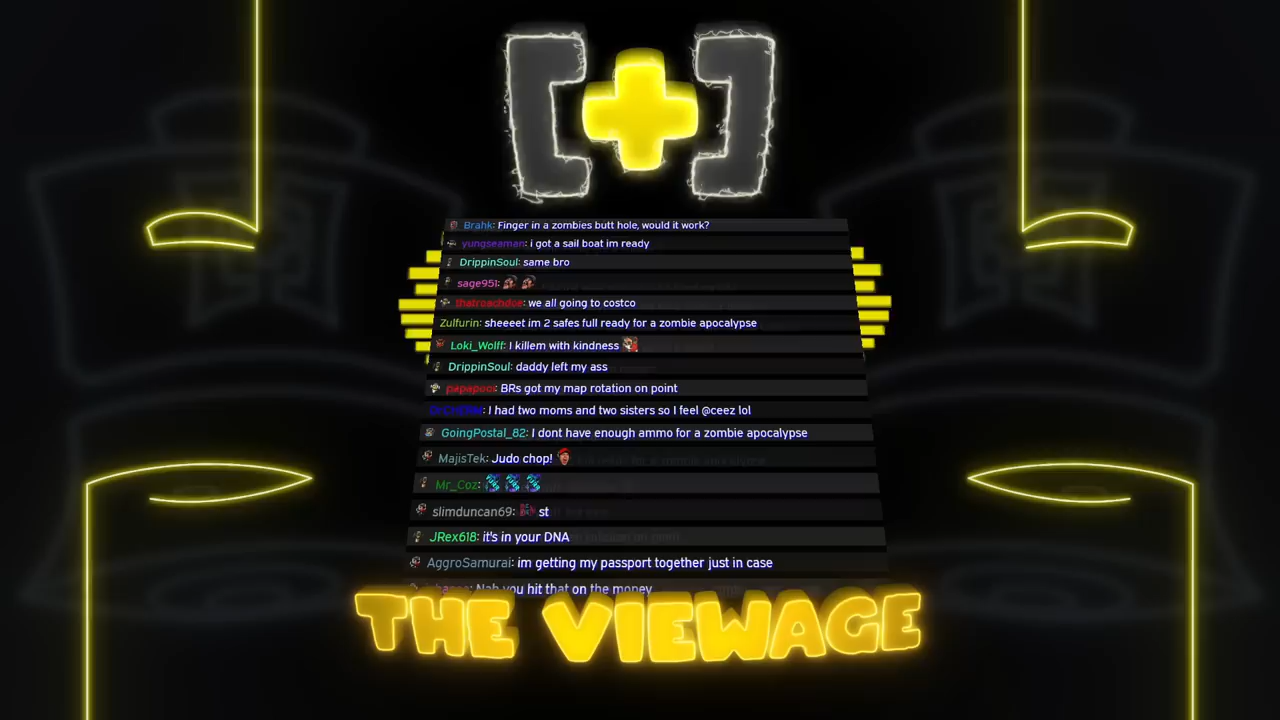 Brahk: Finger in a zombies butt hole, would it work?
yungseaman: i got a sail boat im ready
DrippinSoul: same bro
sage951:
thatroachdoe: we all going to costco
Zulfurin: sheeeet im 2 safes full ready for a zombie apocalypse
Loki_Wolff: I killem with kindness
DrippinSoul: daddy left my ass
papapuoi: BRs got my map rotation on point
: I had two moms and two sisters so I feel @ceez lol
GoingPostal_82: I dont have enough ammo for a zombie apocalypse
MajisTek: Judo chop!
Mr_Coz:
slimduncan69: st
JRex618: it's in your DNA
AggroSamurai: im getting my passport together just in case
Nah you hit that on the money
THE VIEWAGE